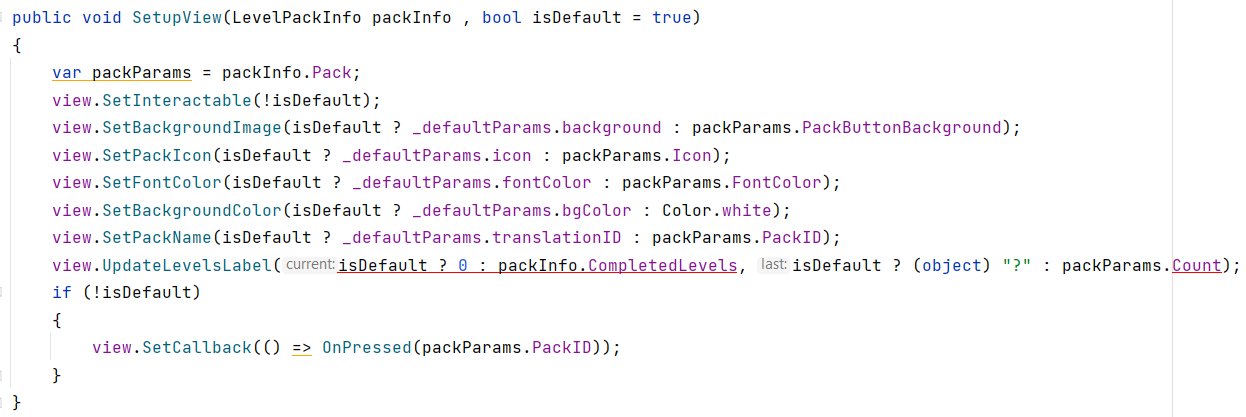 public void SetupView(LevelPackInfo packInfo , bool isDefault = true)
{
    var packParams = packInfo.Pack;
    view.SetInteractable(!isDefault);
    view.SetBackgroundImage(isDefault ? _defaultParams.background : packParams.PackButtonBackground);
    view.SetPackIcon(isDefault ? _defaultParams.icon : packParams.Icon);
    view.SetFontColor(isDefault ? _defaultParams.fontColor : packParams.FontColor);
    view.SetBackgroundColor(isDefault ? _defaultParams.bgColor : Color.white);
    view.SetPackName(isDefault ? _defaultParams.translationID : packParams.PackID);
    view.UpdateLevelsLabel( current: isDefault ? 0 : packInfo.CompletedLevels, last: isDefault ? (object) "?" : packParams.Count);
    if (!isDefault)
    {
        view.SetCallback(() => OnPressed(packParams.PackID));
    }
}